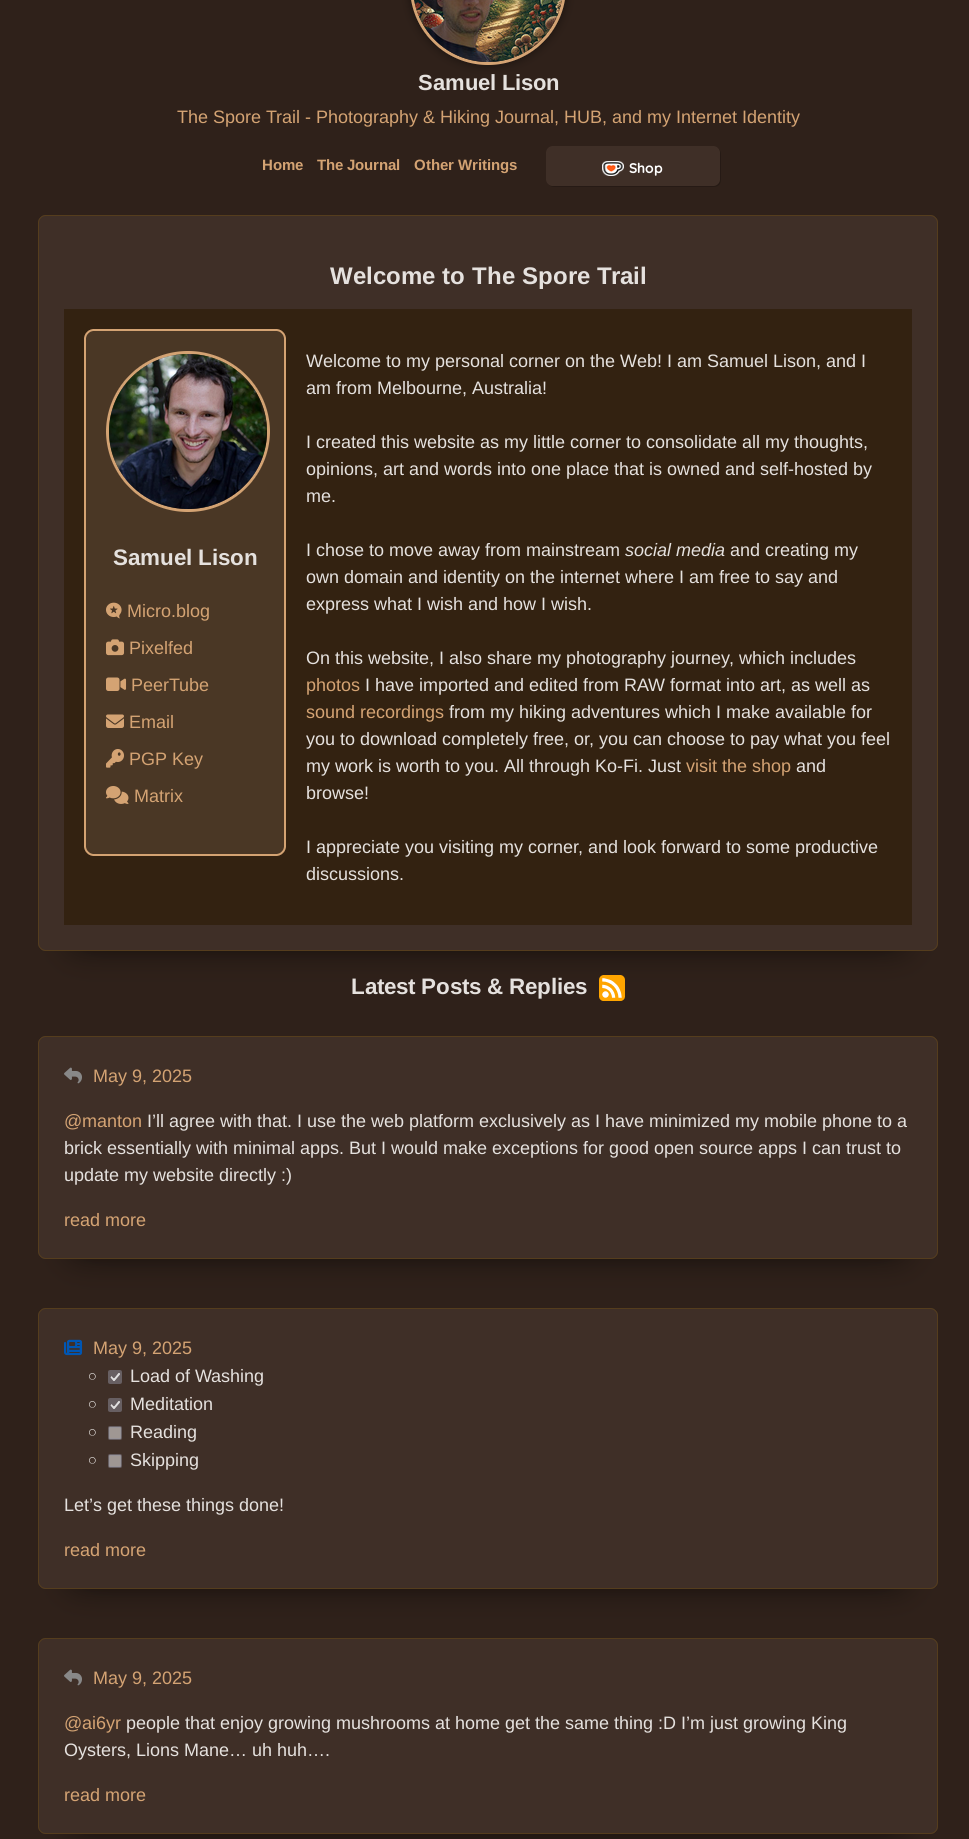 Samuel Lison
The Spore Trail - Photography & Hiking Journal, HUB, and my Internet Identity
Home The Journal Other Writings Shop
Welcome to The Spore Trail
Samuel Lison
Micro.blog
Pixelfed
PeerTube
Email
PGP Key
Matrix
Welcome to my personal corner on the Web! I am Samuel Lison, and I
am from Melbourne, Australia!
I created this website as my little corner to consolidate all my thoughts,
opinions, art and words into one place that is owned and self-hosted by
me.
I chose to move away from mainstream social media and creating my
own domain and identity on the internet where I am free to say and
express what I wish and how I wish.
On this website, I also share my photography journey, which includes
photos I have imported and edited from RAW format into art, as well as
sound recordings from my hiking adventures which I make available for
you to download completely free, or, you can choose to pay what you feel
my work is worth to you. All through Ko-Fi. Just visit the shop and
browse!
I appreciate you visiting my corner, and look forward to some productive
discussions.
Latest Posts & Replies
May 9, 2025
@manton I’ll agree with that. I use the web platform exclusively as I have minimized my mobile phone to a
brick essentially with minimal apps. But I would make exceptions for good open source apps I can trust to
update my website directly :)
read more
May 9, 2025
Load of Washing
Meditation
Reading
Skipping
Let’s get these things done!
read more
May 9, 2025
@ai6yr people that enjoy growing mushrooms at home get the same thing :D I’m just growing King
Oysters, Lions Mane… uh huh….
read more